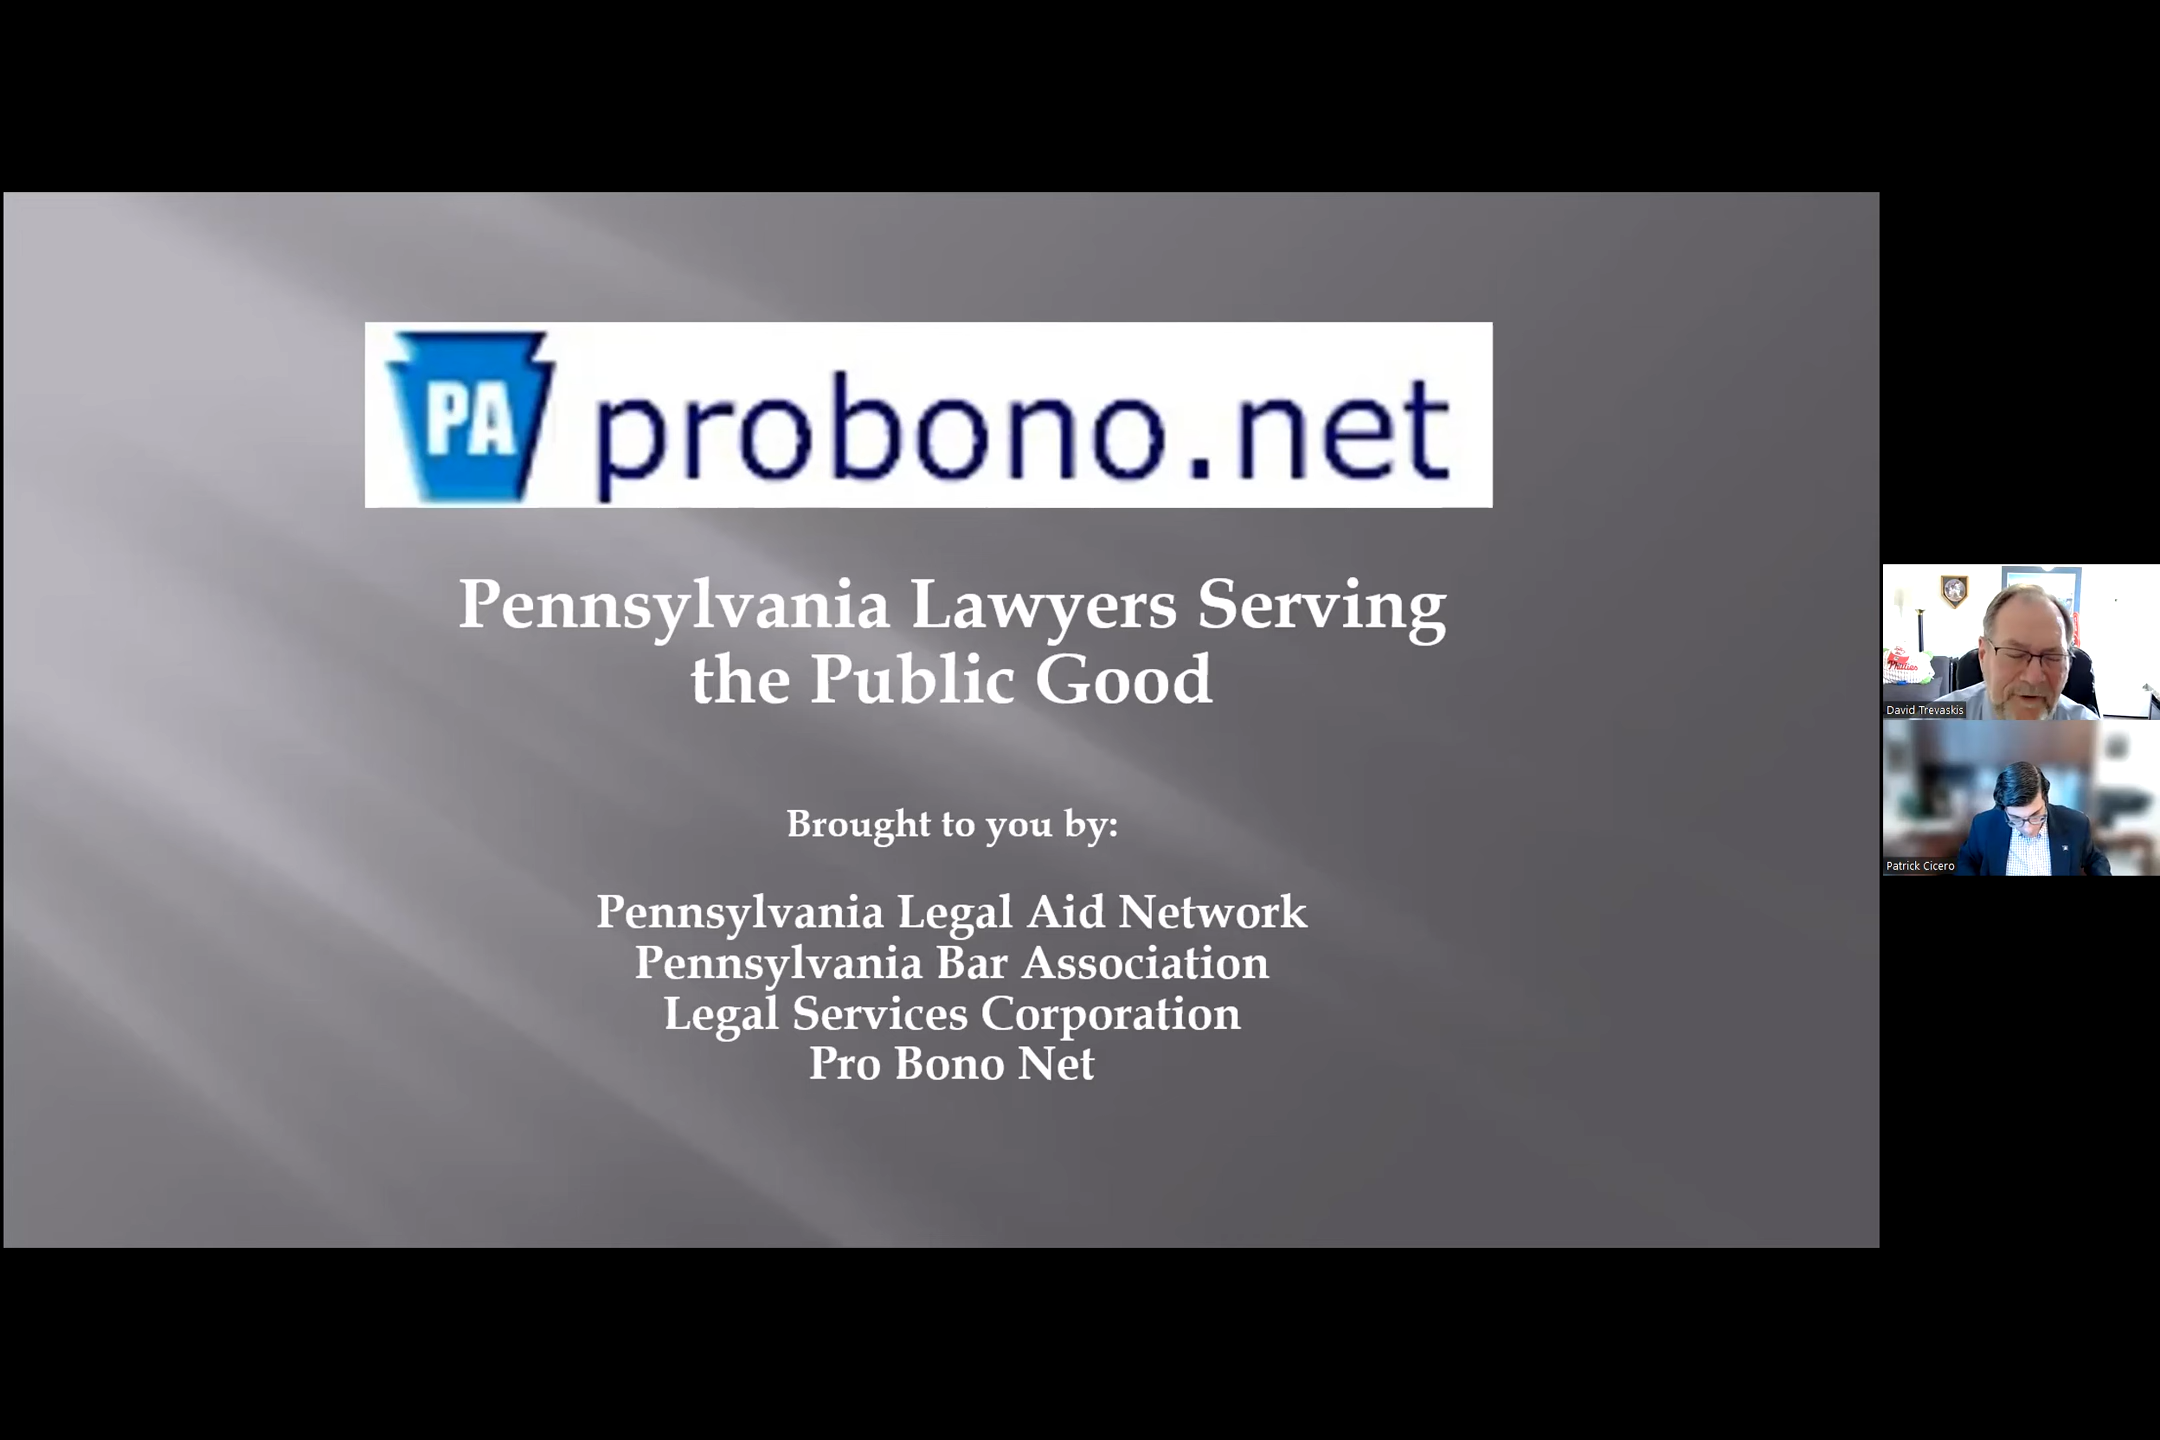 PA probono.net
Pennsylvania Lawyers Serving
the Public Good
Brought to you by:
Pennsylvania Legal Aid Network
Pennsylvania Bar Association
Legal Services Corporation
Pro Bono Net
Phillies
David Trevaskis
Patrick Cicero